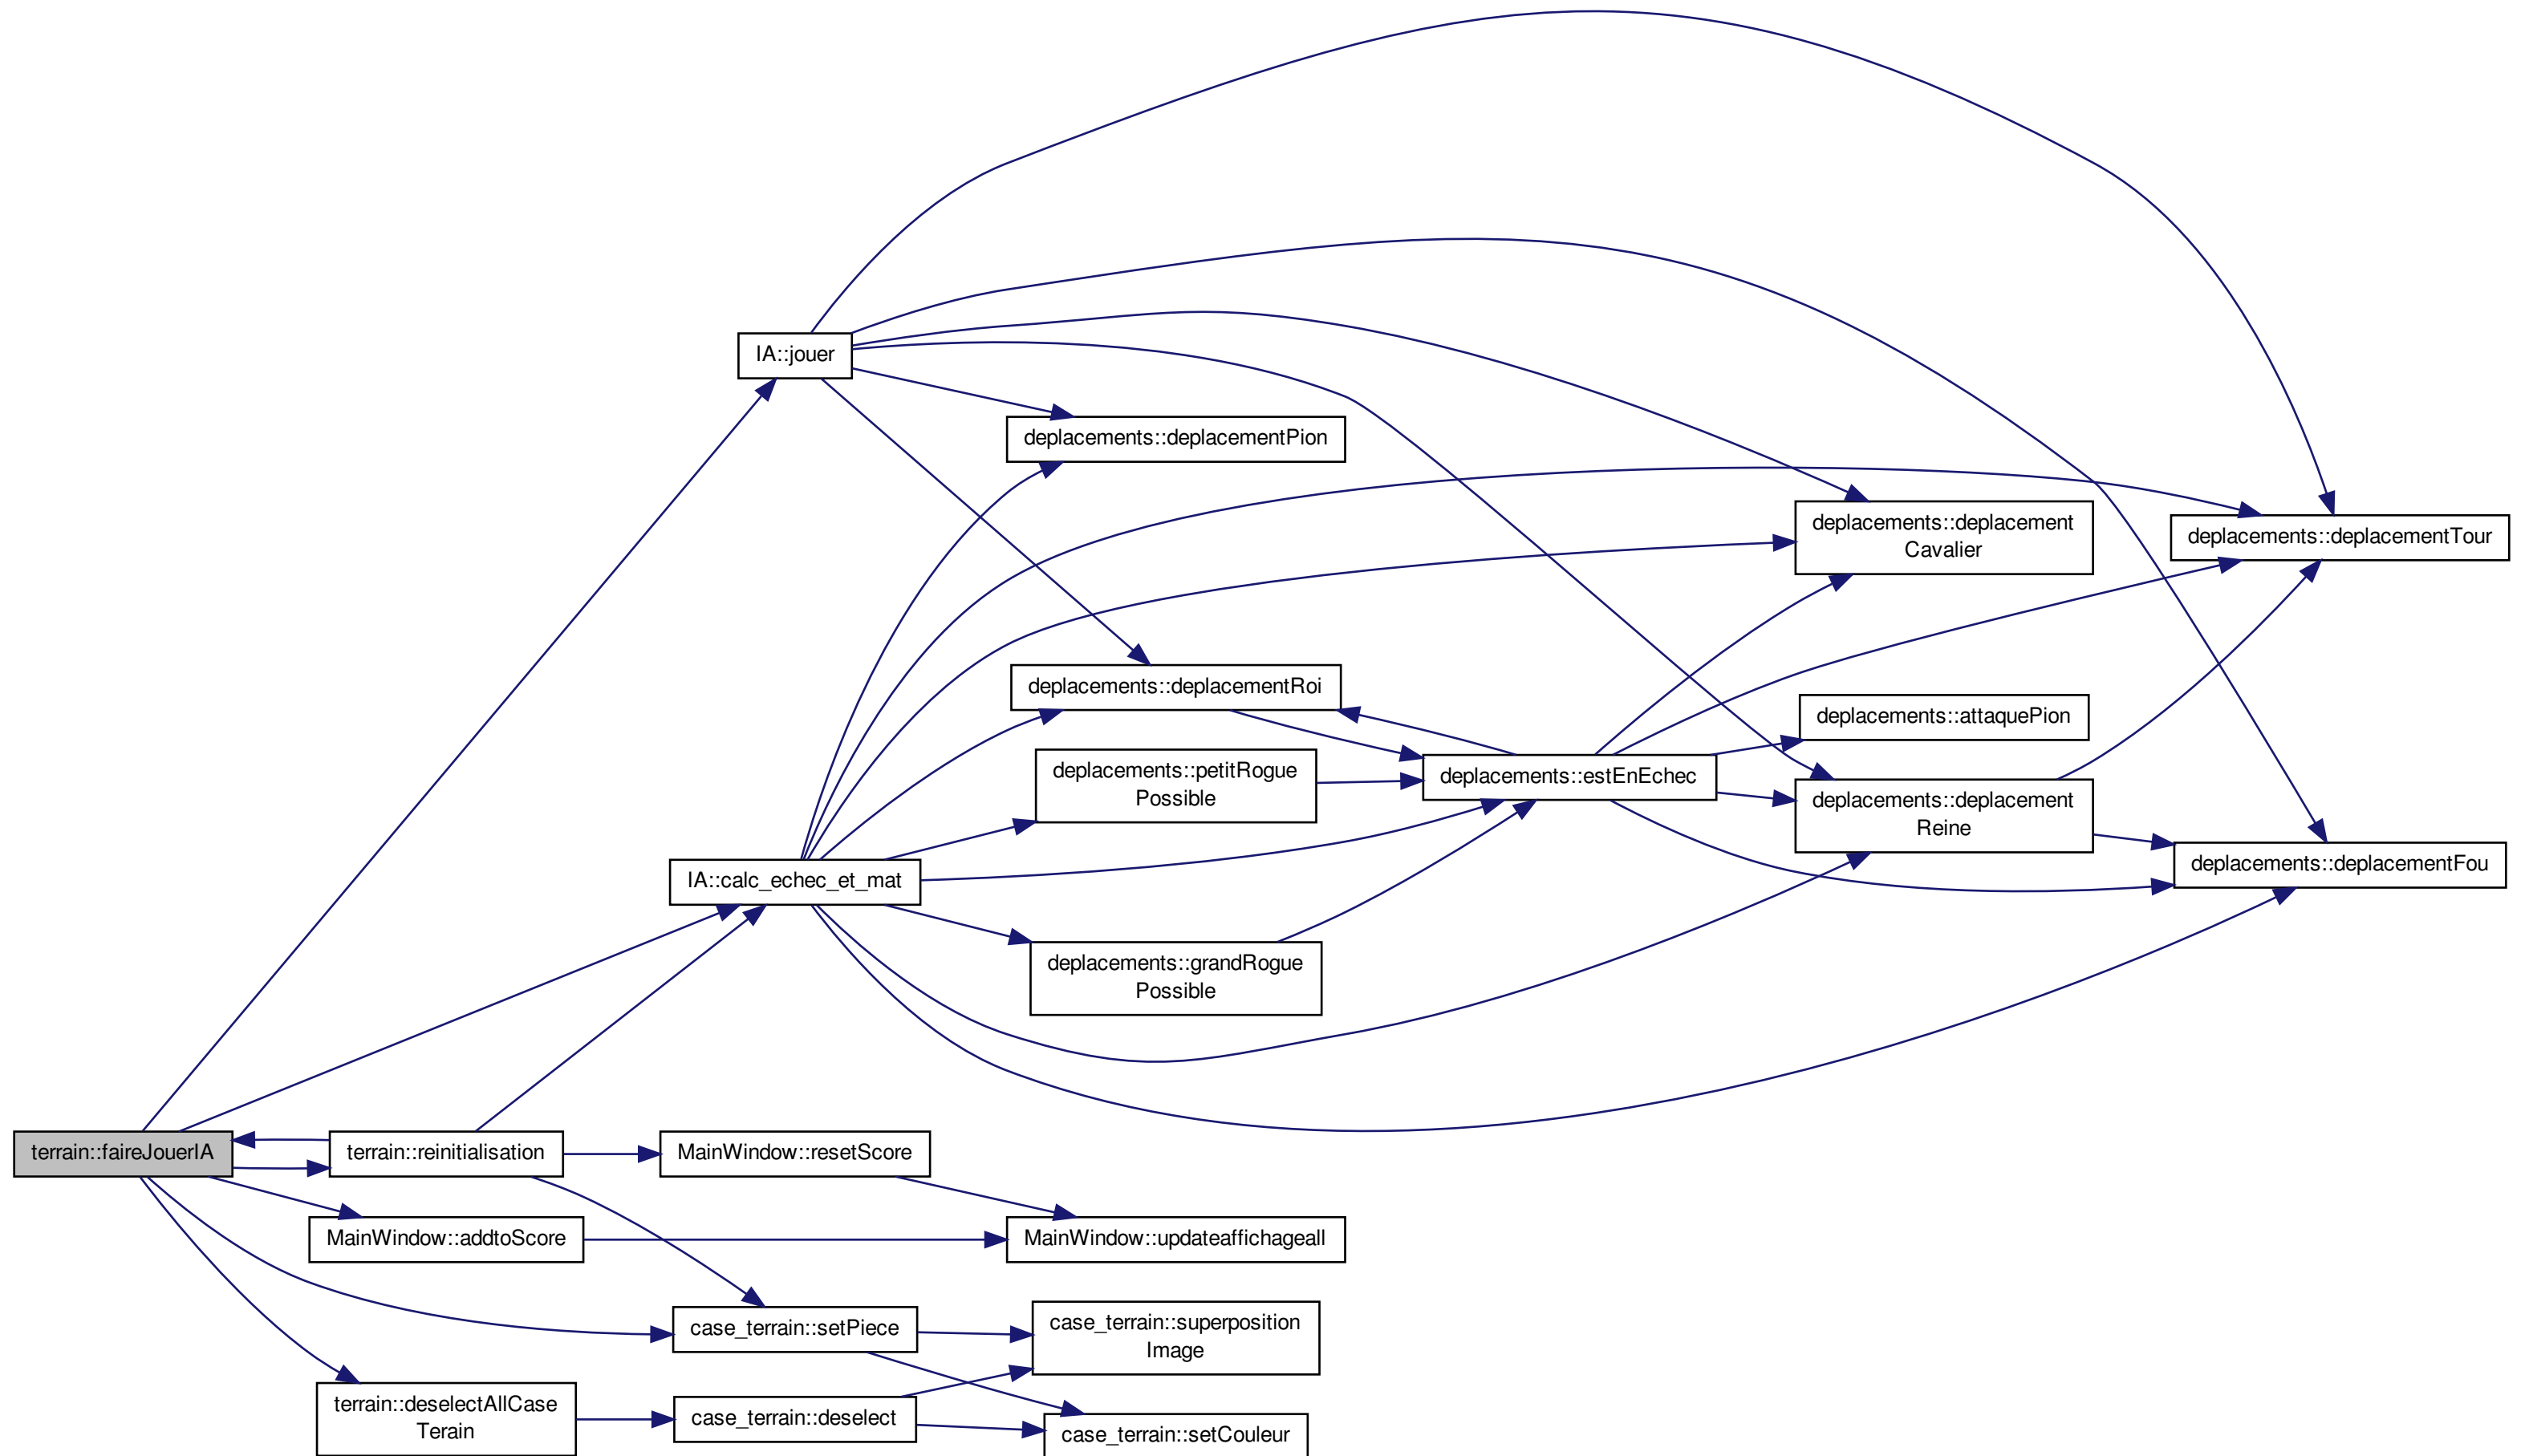 IA::jouer
deplacements::deplacementPion
deplacements::deplacement
Cavalier
deplacements::deplacementTour
deplacements::deplacementRoi
deplacements::attaquePion
deplacements::petitRogue
Possible
deplacements::estEnEchec
deplacements::deplacement
Reine
deplacements::deplacementFou
IA::calc_echec_et_mat
deplacements::grandRogue
Possible
terrain::faireJouerIA
terrain::reinitialisation
MainWindow::resetScore
MainWindow::addtoScore
MainWindow::updateaffichageall
case_terrain::setPiece
case_terrain::superposition
Image
terrain::deselectAllCase
Terain
case_terrain::deselect
case_terrain::setCouleur